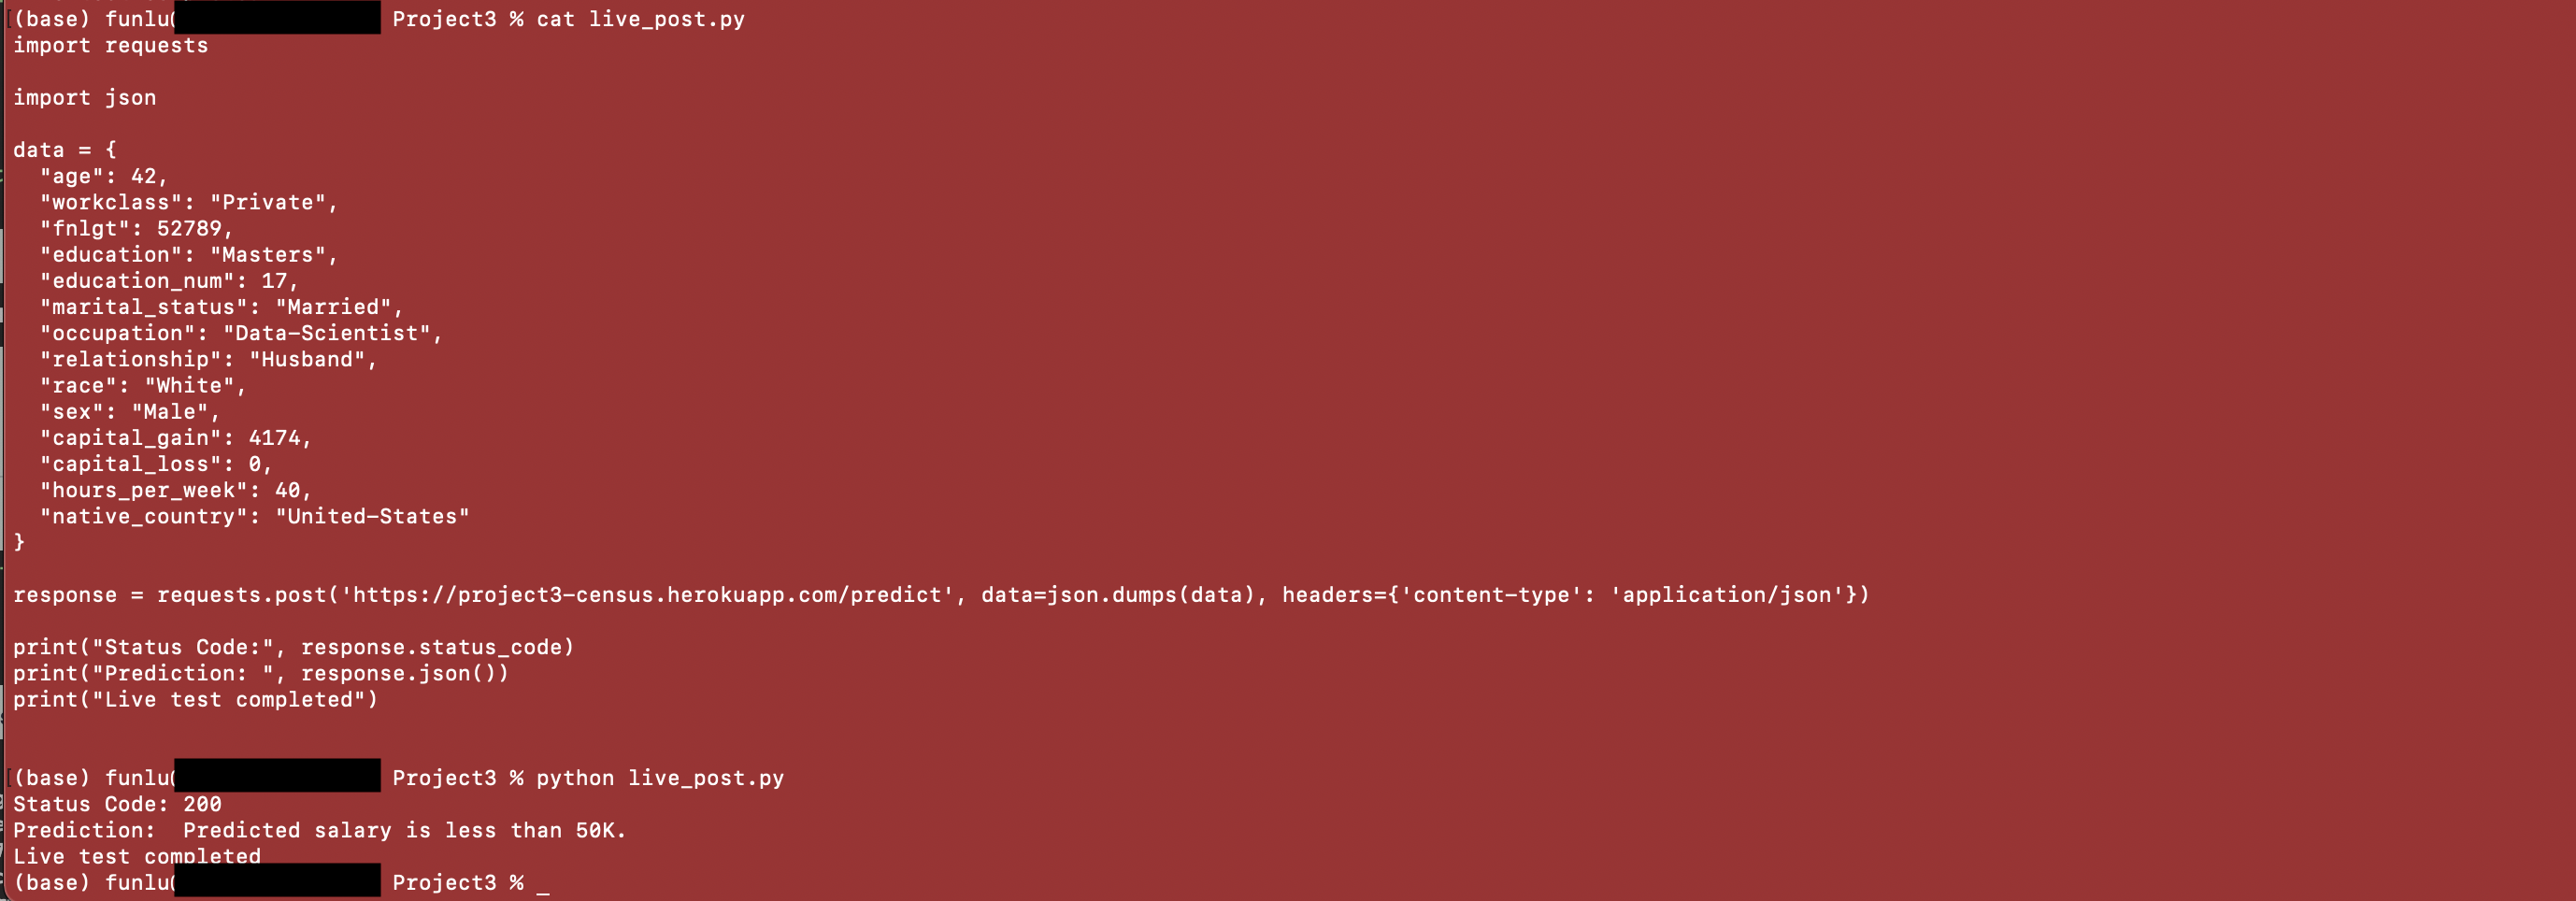 (base) funlu@ Project3 % cat live_post.py
import requests
import json
data = {
"age": 42,
"workclass": "Private",
"fnlgt": 52789,
"education": "Masters",
"education_num": 17,
"marital_status": "Married",
"occupation": "Data-Scientist",
"relationship": "Husband",
"race": "White",
"sex": "Male",
"capital_gain": 4174,
"capital_loss": 0,
"hours_per_week": 40,
"native_country": "United-States"
}
response = requests.post('https://project3-census.herokuapp.com/predict', data=json.dumps(data), headers={'content-type': 'application/json'})
print("Status Code:", response.status_code)
print("Prediction: ", response.json())
print("Live test completed")
(base) funlu@ Project3 % python live_post.py
Status Code: 200
Prediction:  Predicted salary is less than 50K.
Live test completed
(base) funlu@ Project3 % _